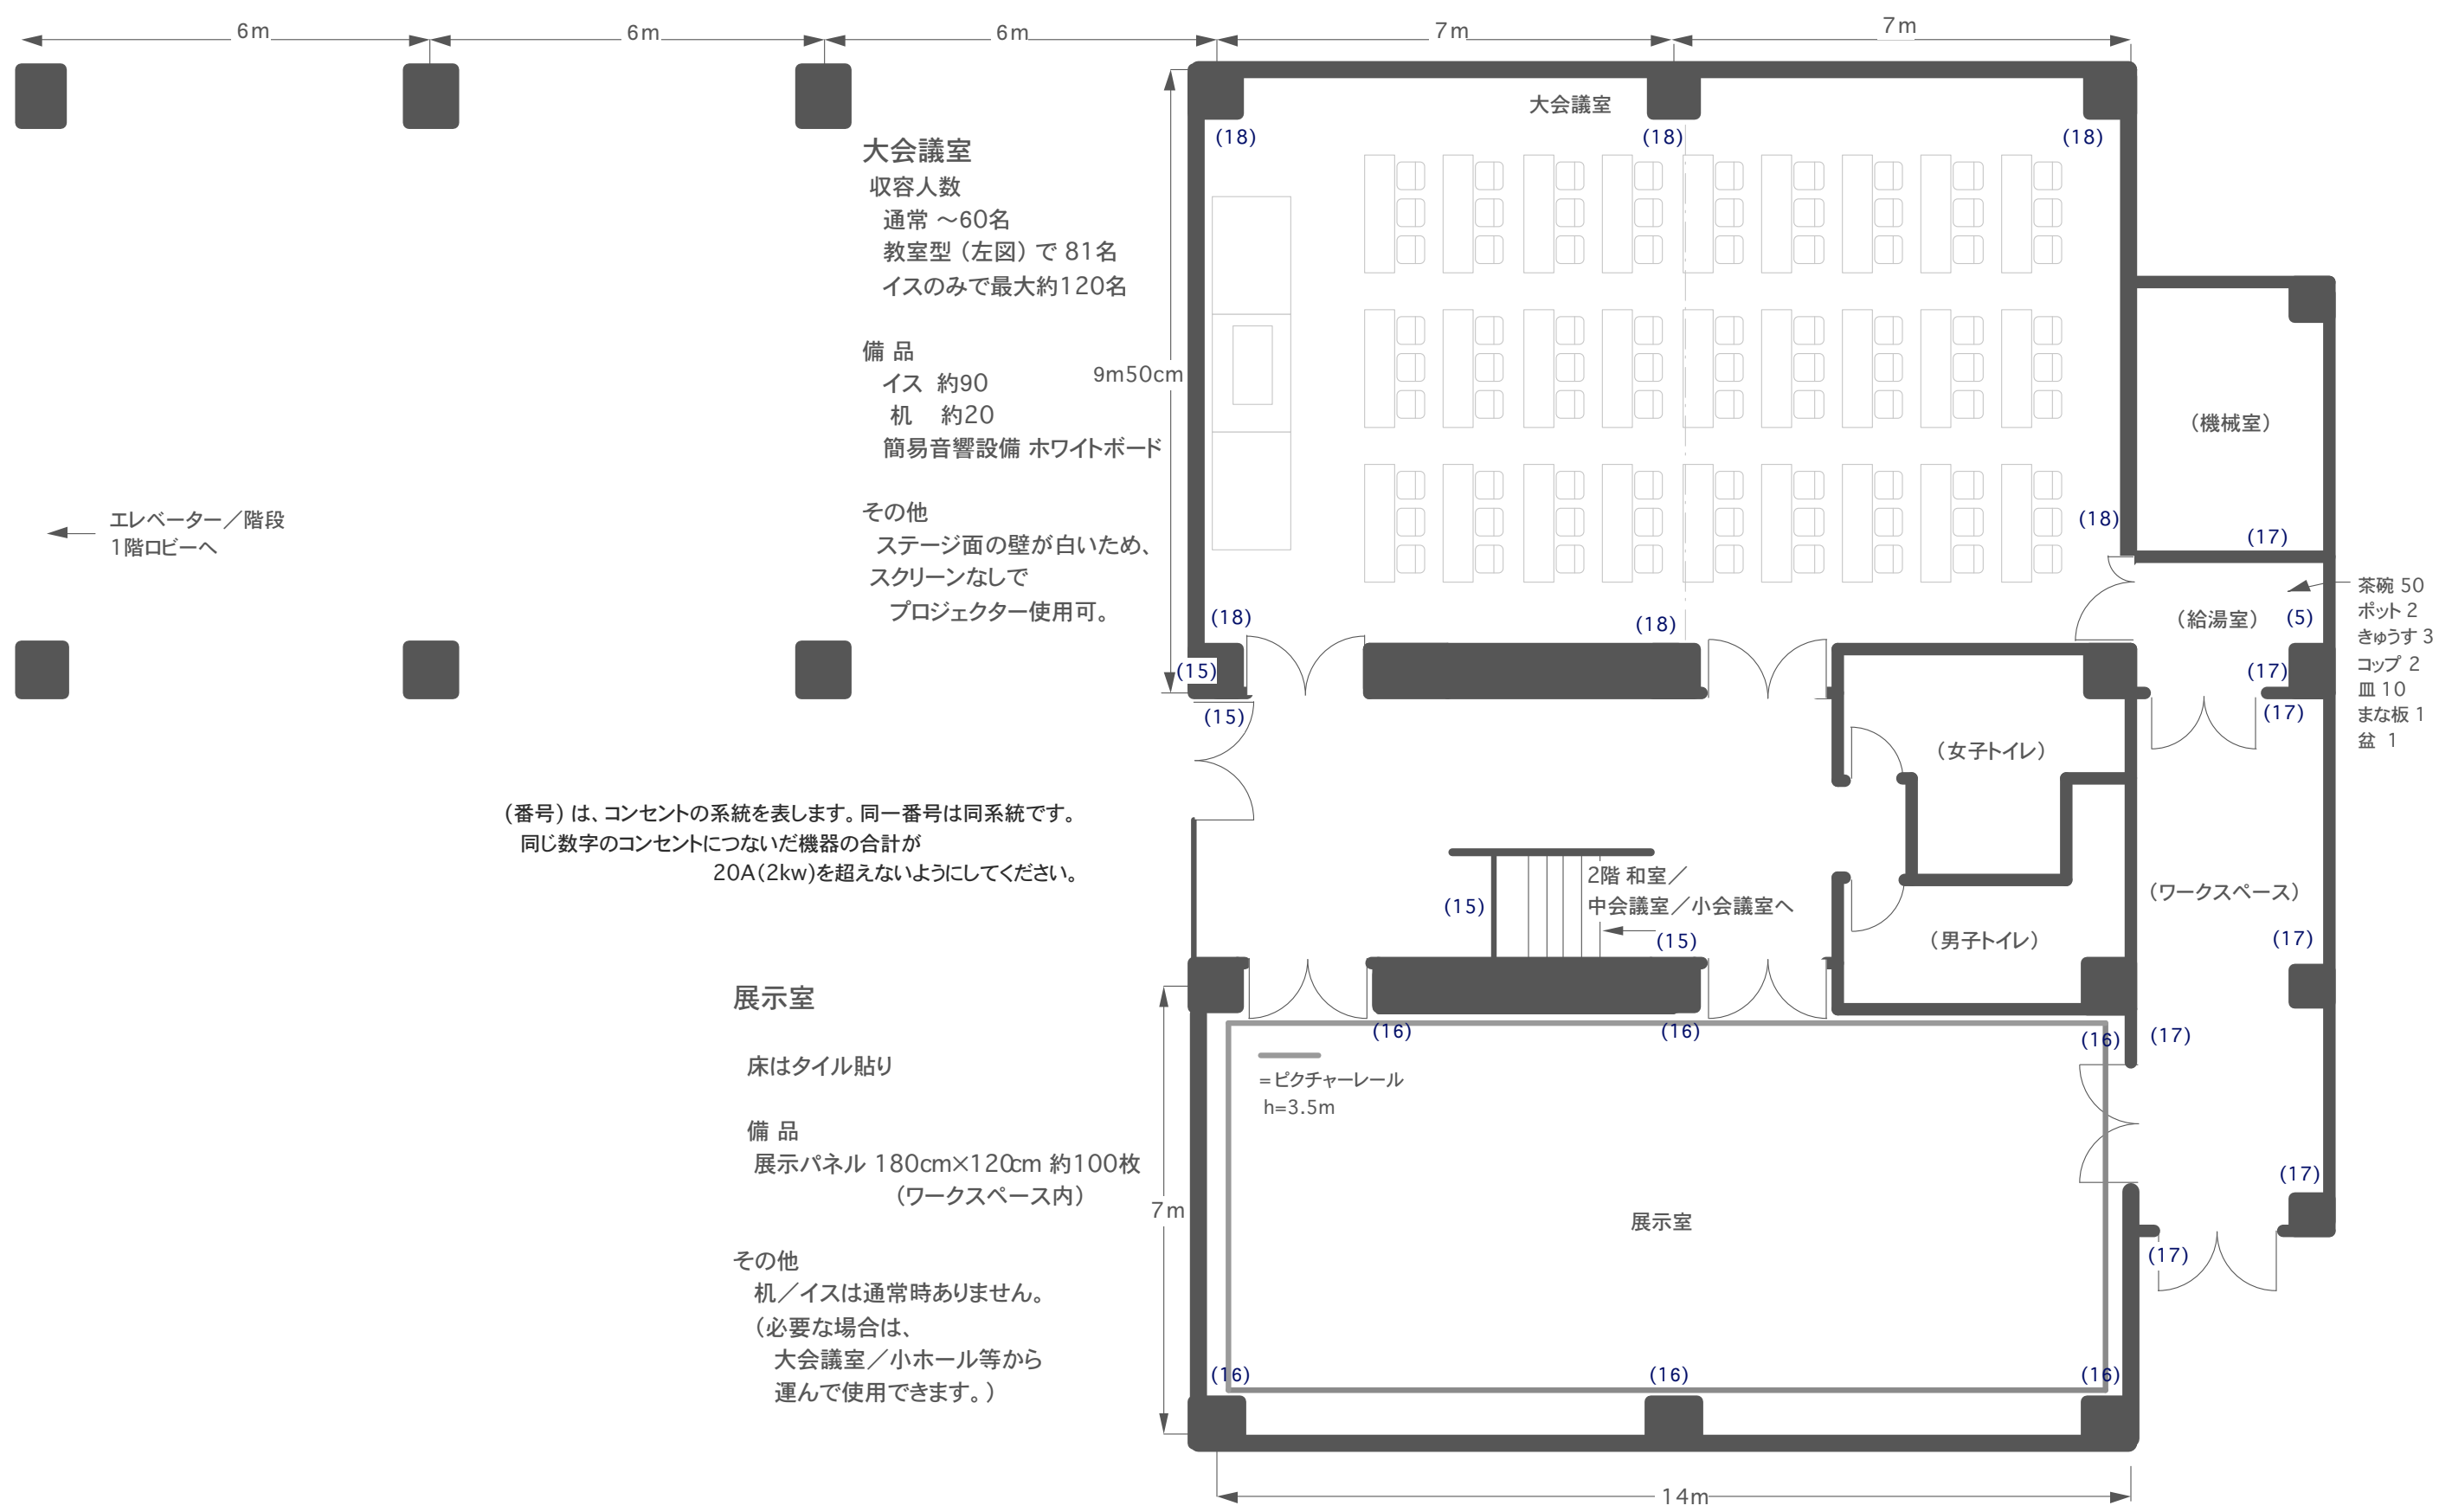 6m
6m
6m
7m
7m
大会議室
(18)
(18)
(18)
大会議室
収容人数
通常 ～60名
教室型（左図）で 81名
イスのみで最大約120名
備 品
イス 約90
机 約20
簡易音響設備 ホワイトボード
その他
ステージ面の壁が白いため、
スクリーンなしで
プロジェクター使用可。
9m50cm
エレベーター／階段
1階ロビーへ
（機械室）
(18)
(17)
(18)
(18)
（給湯室）
(5)
(17)
(17)
茶碗 50
ポット 2
きゅうす 3
コップ 2
皿 10
まな板 1
盆 1
(15)
(15)
（女子トイレ）
（番号）は、コンセントの系統を表します。同一番号は同系統です。
同じ数字のコンセントにつないだ機器の合計が
20A(2kw)を超えないようにしてください。
2階 和室／
中会議室／小会議室へ
(15)
(15)
（男子トイレ）
（ワークスペース）
(17)
展示室
床はタイル貼り
備 品
展示パネル 180cm×120cm 約100枚
（ワークスペース内）
その他
机／イスは通常時ありません。
（必要な場合は、
大会議室／小ホール等から
運んで使用できます。）
7m
(16)
(16)
(16)
(17)
=ピクチャーレール
h=3.5m
展示室
(17)
(17)
(16)
(16)
(16)
14m